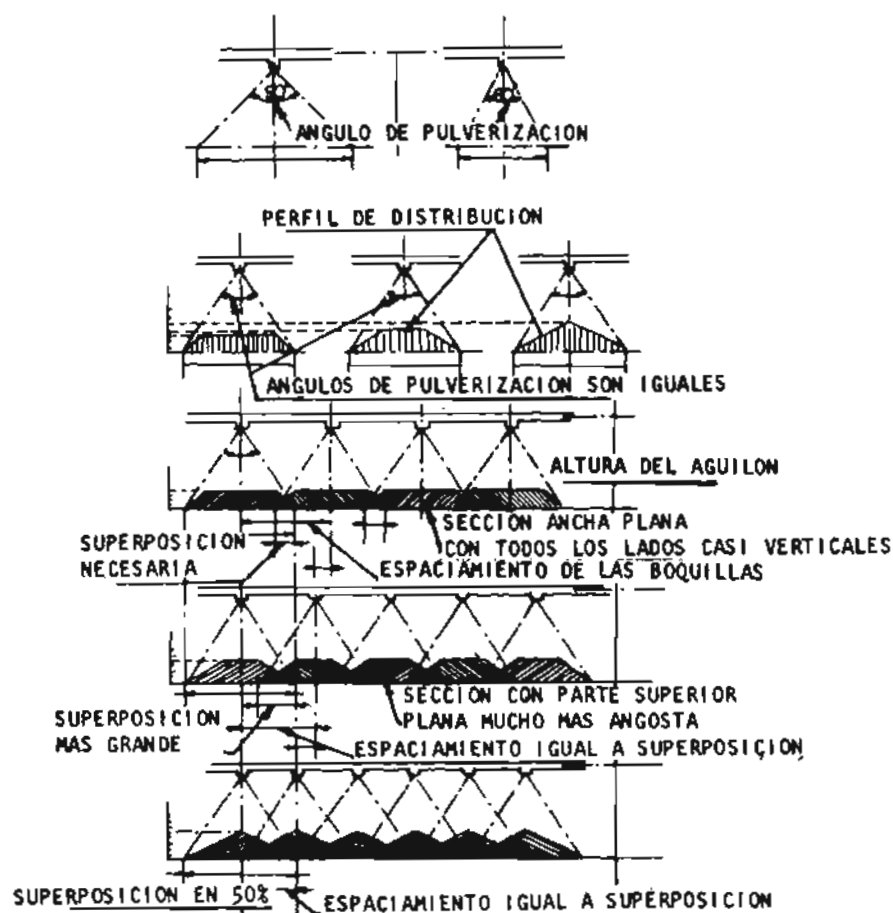 80°
ANGULO DE PULVERIZACION
PERFIL DE DISTRIBUCION
ANGULOS DE PULVERIZACION SON IGUALES
ALTURA DEL AGUILON
SECCION ANCHA PLANA
CON TODOS LOS LADOS CASI VERTICALES
SUPERPOSICION
NECESARIA
ESPACIAMIENTO DE LAS BOQUILLAS
SECCION CON PARTE SUPERIOR
PLANA MUCHO MAS ANGOSTA
SUPERPOSICION
MAS GRANDE
ESPACIAMIENTO IGUAL A SUPERPOSICION
SUPERPOSICION EN 50%
ESPACIAMIENTO IGUAL A SUPERPOSICION